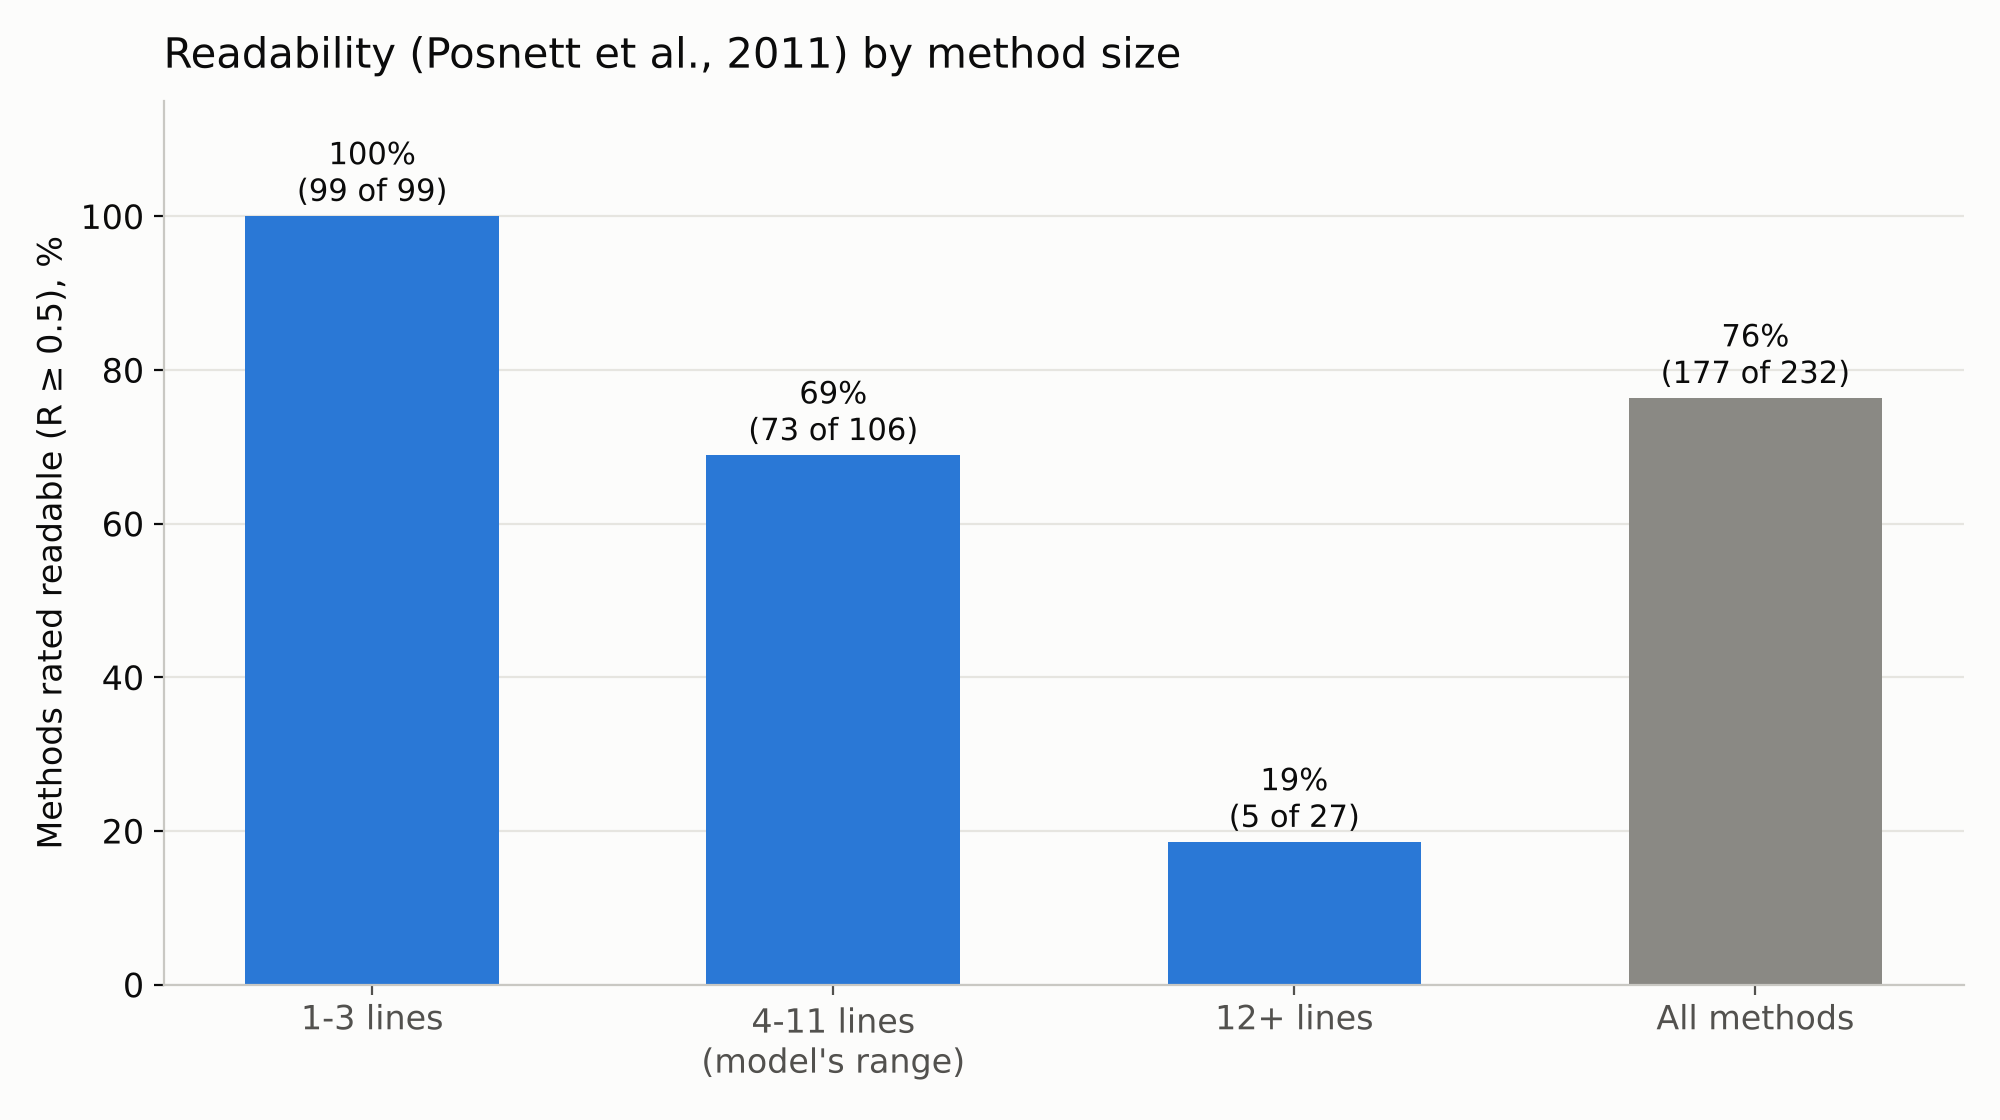 Readability (Posnett et al., 2011) by method size
Methods rated readable (R ≥ 0.5), %
100
80
60
40
20
0
100%
(99 of 99)
69%
(73 of 106)
19%
(5 of 27)
76%
(177 of 232)
1-3 lines
4-11 lines
(model's range)
12+ lines
All methods